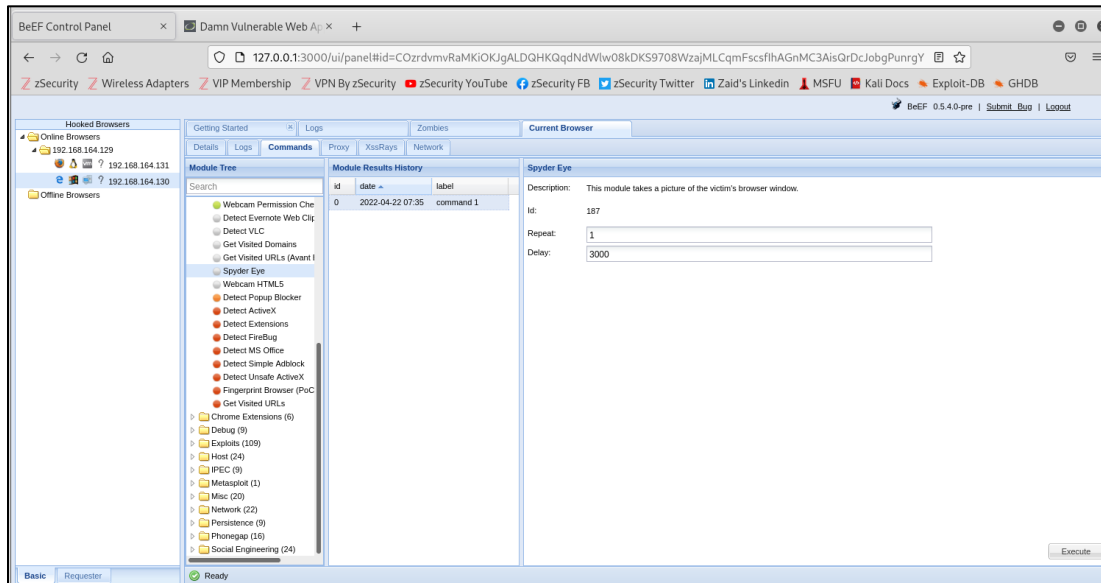 BeEF Control Panel
Damn Vulnerable Web Ap
127.0.0.1:3000/ui/panel#id=COzrdvmvRaMKiOKJgALDQHKQqdNdWlw08kDKS9708WzajMLCqmFscsflhAGnMC3AisQrDcJobgPunrgY
zSecurity Wireless Adapters VIP Membership VPN By zSecurity zSecurity YouTube zSecurity FB zSecurity Twitter Zaid's Linkedin MSFU Kali Docs Exploit-DB GHDB
BeEF 0.5.4.0-pre | Submit Bug | Logout
Hooked Browsers
Online Browsers
192.168.164.129
? 192.168.164.131
? 192.168.164.130
Offline Browsers
Getting Started Logs Zombies Current Browser
Details Logs Commands Proxy XssRays Network
Module Tree
Search
Webcam Permission Che
Detect Evernote Web Clip
Detect VLC
Get Visited Domains
Get Visited URLs (Avant
Spyder Eye
Webcam HTML5
Detect Popup Blocker
Detect ActiveX
Detect Extensions
Detect FireBug
Detect MS Office
Detect Simple Adblock
Detect Unsafe ActiveX
Fingerprint Browser (PoC
Get Visited URLs
Chrome Extensions (6)
Debug (9)
Exploits (109)
Host (24)
IPEC (9)
Metasploit (1)
Misc (20)
Network (22)
Persistence (9)
Phonegap (16)
Social Engineering (24)
Module Results History
id date label
0 2022-04-22 07:35 command 1
Spyder Eye
Description: This module takes a picture of the victim's browser window.
Id: 187
Repeat: 1
Delay: 3000
Execute
Basic Requester
Ready